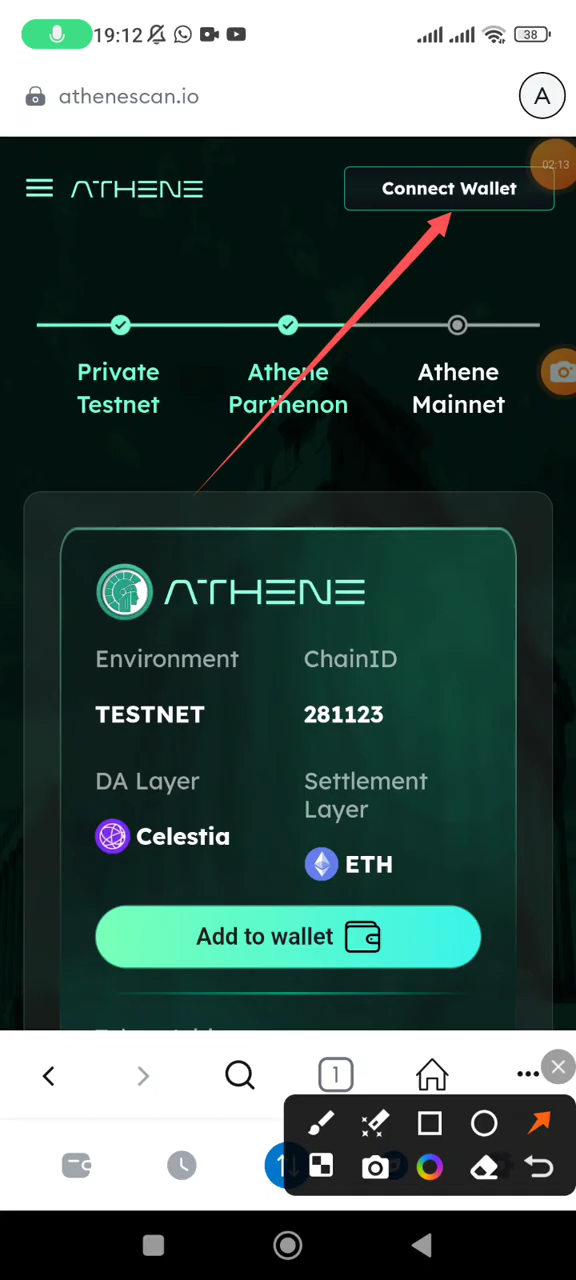 19:12
38
athenescan.io
A
ATHENE
Connect Wallet
02:13
Private Testnet
Athene Parthenon
Athene Mainnet
ATHENE
Environment
ChainID
TESTNET
281123
DA Layer
Settlement
Layer
Celestia
ETH
Add to wallet
1